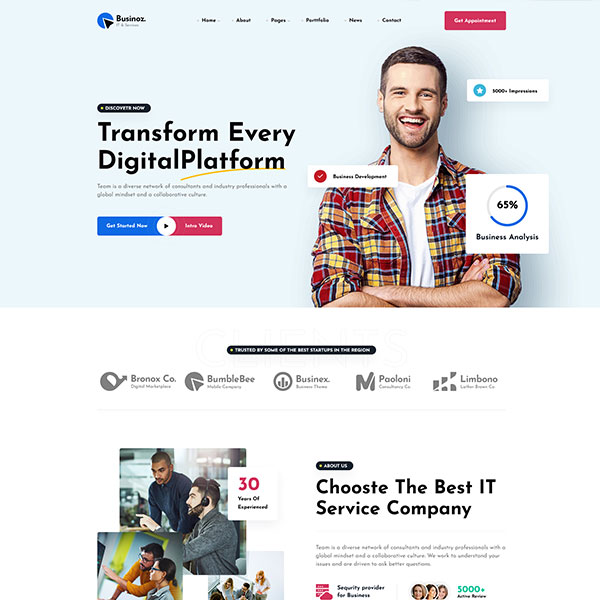 Businoz.
IT & Services
Home
About
Pages
Portfolio
News
Contact
Get Appointment
DISCOVETR NOW
Transform Every
DigitalPlatform
Team is a diverse network of consultants and industry professionals with a
global mindset and a collaborative culture.
Get Started Now
Intro Video
5000+ Impressions
Business Development
65%
Business Analysis
CLIENTS
TRUSTED BY SOME OF THE BEST STARTUPS IN THE REGION
Bronox Co.
Digital Marketplace
BumbleBee
Mobile Company
Businex.
Business Theme
Paoloni
Consultancy Co.
Limbono
Larlton Brown Co.
30
Years Of
Experienced
ABOUT US
Chooste The Best IT
Service Company
Team is a diverse network of consultants and industry professionals with a global
mindset and a collaborative culture. We work to understand your
issues and are driven to ask better questions.
Sequrity provider
for Business
5000+
Active Review